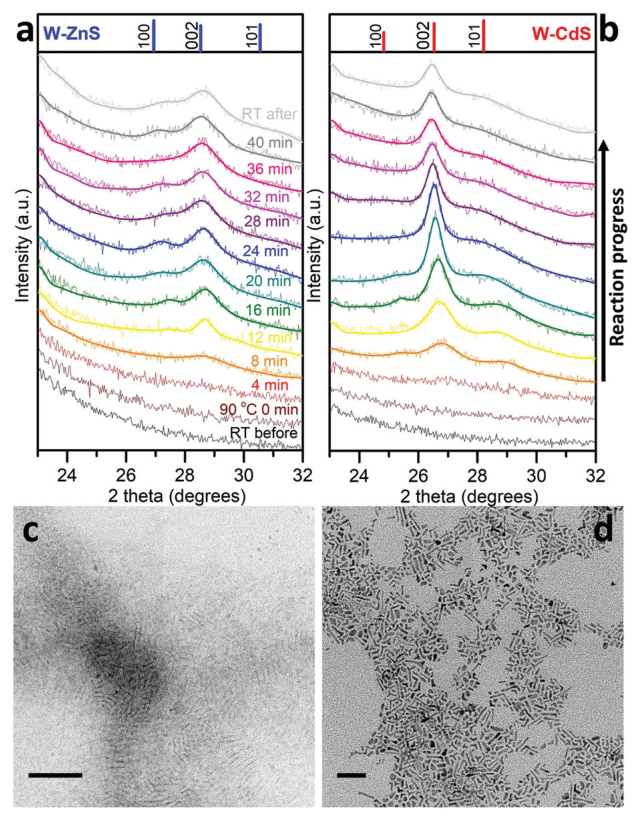 a
W-ZnS
100
002
101
RT after
40 min
36 min
32 min
28 min
24 min
20 min
16 min
12 min
8 min
4 min
90 °C 0 min
RT before
Intensity (a.u.)
24 26 28 30 32
2 theta (degrees)
b
W-CdS
100
002
101
Intensity (a.u.)
Reaction progress
24 26 28 30 32
2 theta (degrees)
c
d